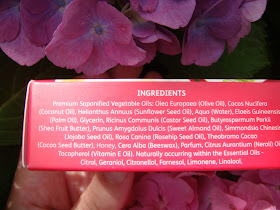 INGREDIENTS
Premium Saponified Vegetable Oils: Olea Europaea (Olive Oil), Cocos Nucifera
(Coconut Oil), Helianthus Annuus (Sunflower Seed Oil), Aqua (Water), Elaeis Guineensis
(Palm Oil), Glycerin, Ricinus Communis (Castor Seed Oil), Butyrospermum Parkii
(Shea Fruit Butter), Prunus Amygdalus Dulcis (Sweet Almond Oil), Simmondsia Chinensis
(Jojoba Seed Oil), Rosa Canina (Rosehip Seed Oil), Theobroma Cacao
(Cocoa Seed Butter), Honey, Cera Alba (Beeswax), Parfum, Citrus Aurantium (Neroli) Oil,
Tocopherol (Vitamin E Oil). Naturally occurring within the Essential Oils -
Citral, Geraniol, Citronellol, Farnesol, Limonene, Linalool.